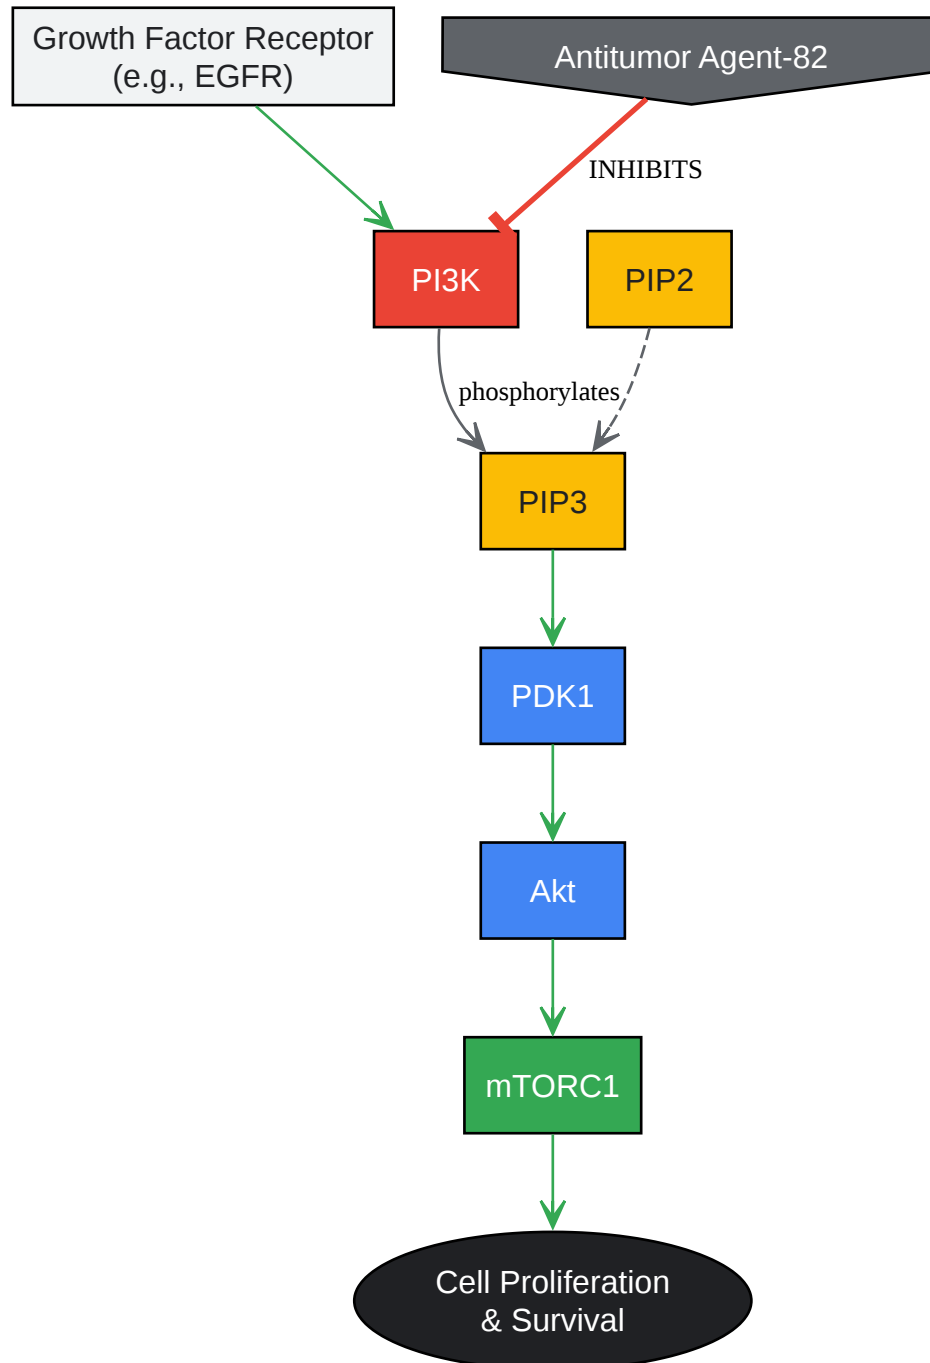 Growth Factor Receptor
(e.g., EGFR)
Antitumor Agent-82
INHIBITS
PI3K
PIP2
phosphorylates
PIP3
PDK1
Akt
mTORC1
Cell Proliferation
& Survival